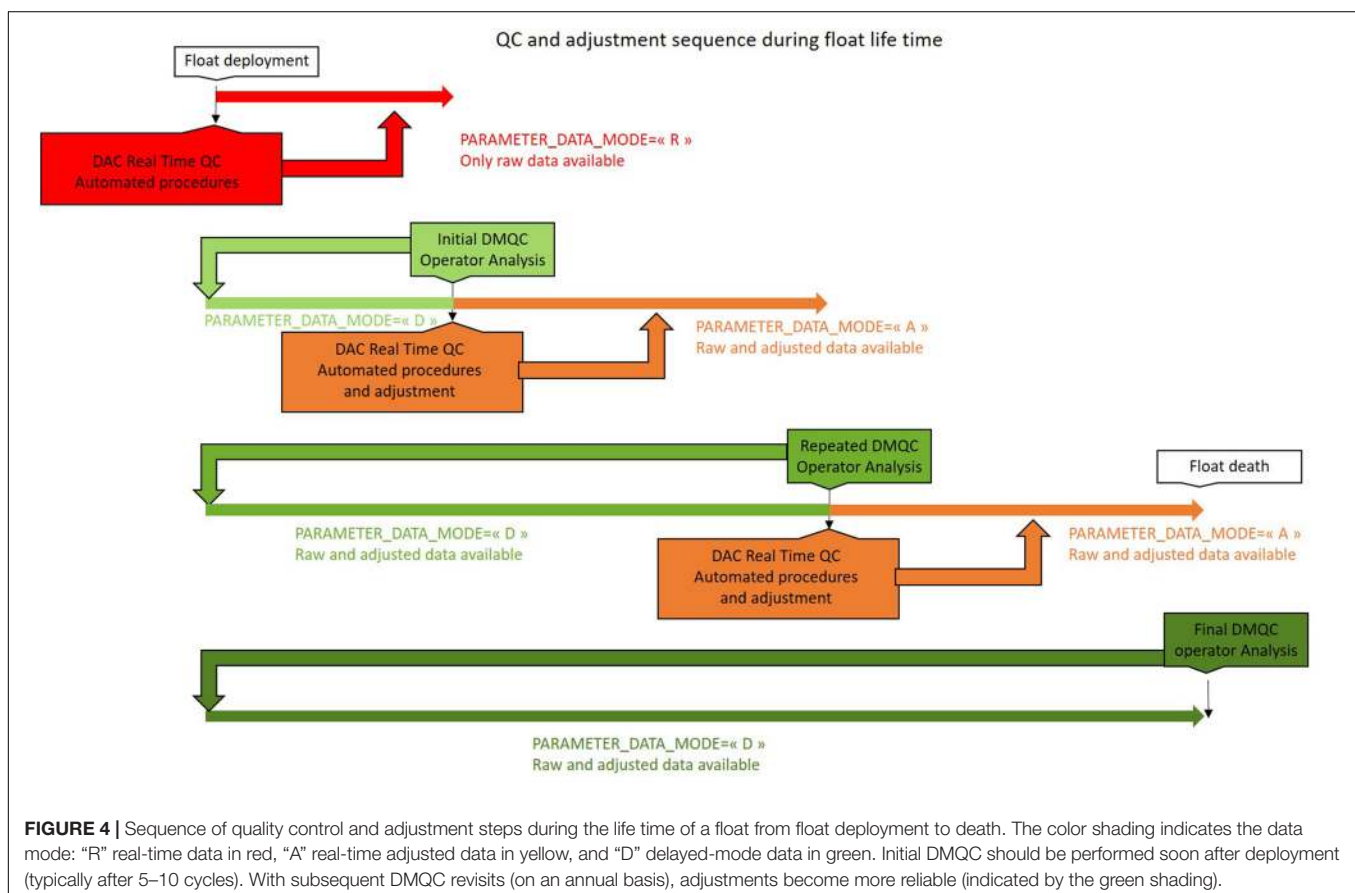 QC and adjustment sequence during float life time
Float deployment
DAC Real Time QC
Automated procedures
PARAMETER_DATA_MODE=« R »
Only raw data available
Initial DMQC
Operator Analysis
PARAMETER_DATA_MODE=« D »
DAC Real Time QC
Automated procedures
and adjustment
PARAMETER_DATA_MODE=« A »
Raw and adjusted data available
Repeated DMQC
Operator Analysis
Float death
PARAMETER_DATA_MODE=« D »
Raw and adjusted data available
DAC Real Time QC
Automated procedures
and adjustment
PARAMETER_DATA_MODE=« A »
Raw and adjusted data available
Final DMQC
operator Analysis
PARAMETER_DATA_MODE=« D »
Raw and adjusted data available
FIGURE 4 | Sequence of quality control and adjustment steps during the life time of a float from float deployment to death. The color shading indicates the data
mode: “R” real-time data in red, “A” real-time adjusted data in yellow, and “D” delayed-mode data in green. Initial DMQC should be performed soon after deployment
(typically after 5–10 cycles). With subsequent DMQC revisits (on an annual basis), adjustments become more reliable (indicated by the green shading).